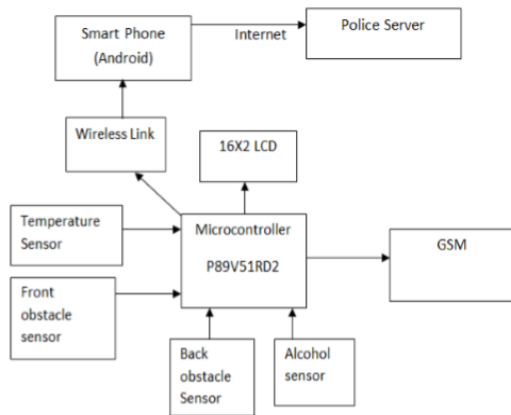 Smart Phone
(Android)
Internet
Police Server
Wireless Link
16X2 LCD
Temperature
Sensor
Microcontroller
P89V51RD2
GSM
Front
obstacle
sensor
Back
obstacle
Sensor
Alcohol
sensor